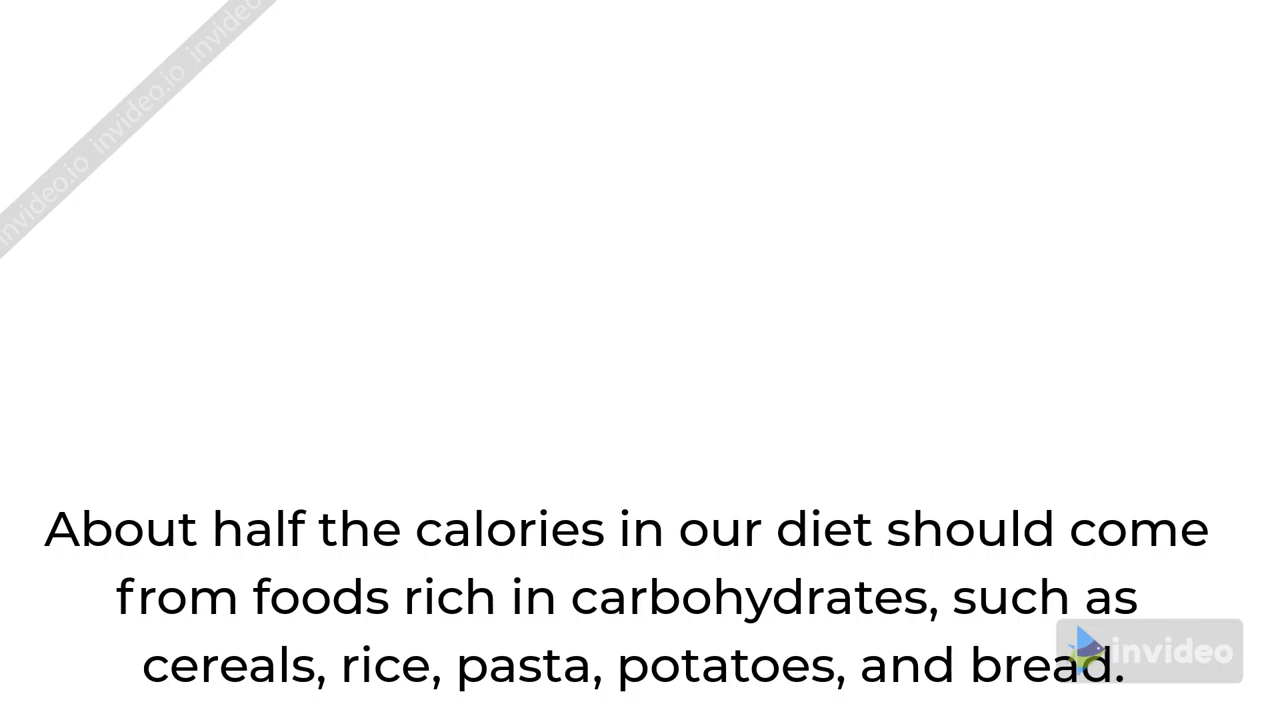 invideo.io invideo.io invideo
About half the calories in our diet should come
from foods rich in carbohydrates, such as
cereals, rice, pasta, potatoes, and bread.
invideo